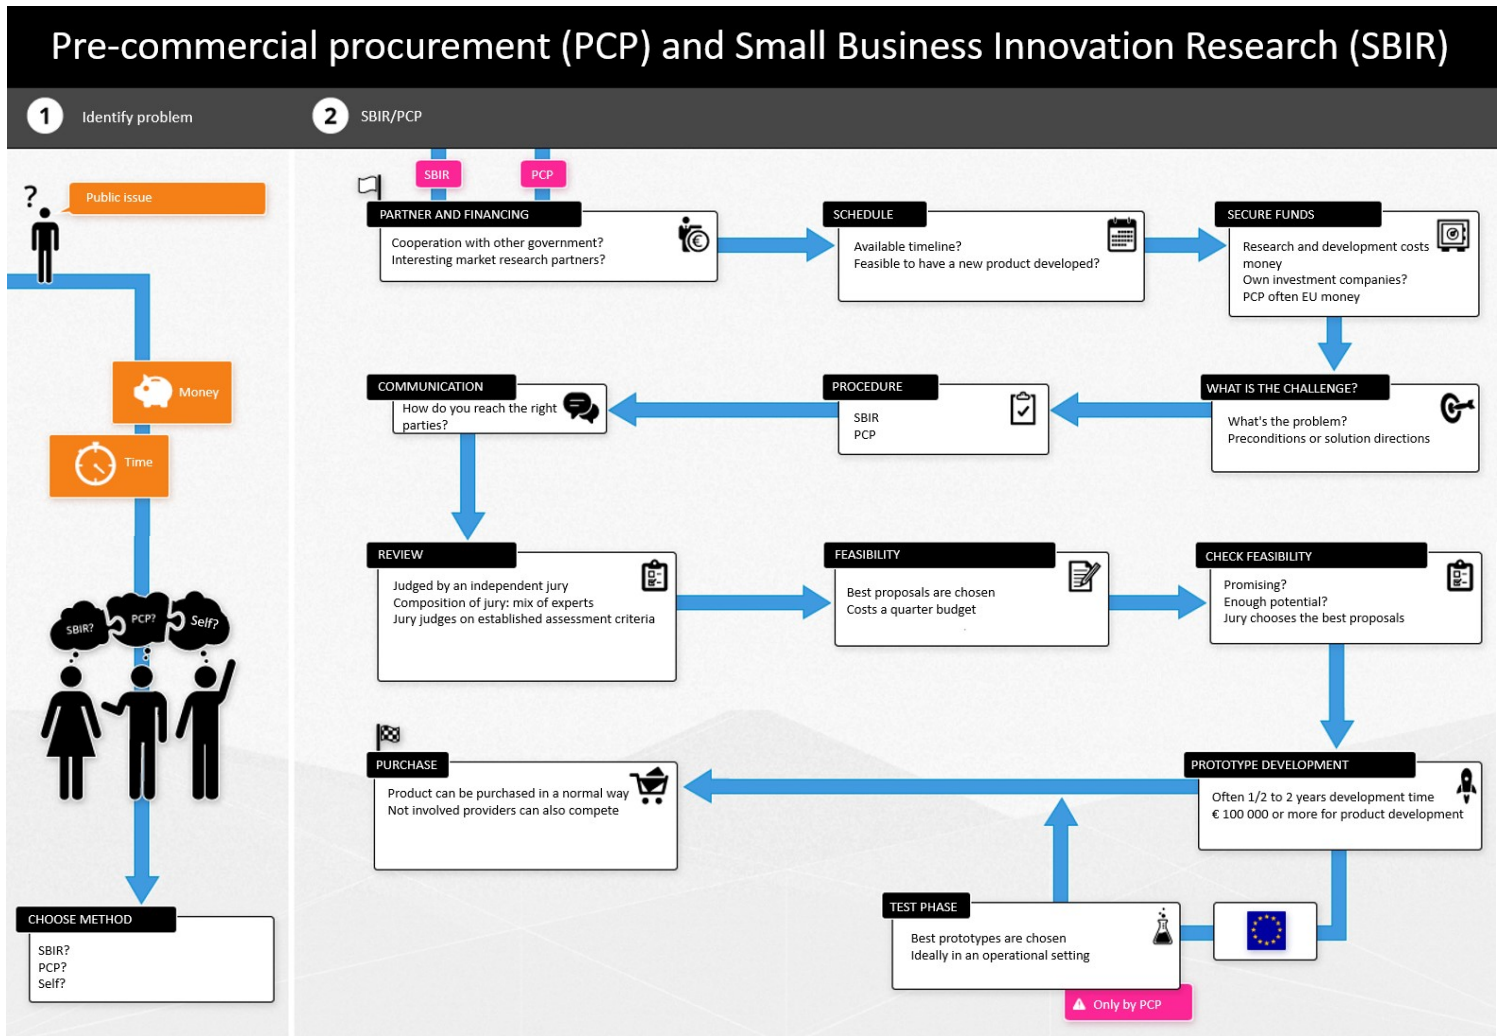 Pre-commercial procurement (PCP) and Small Business Innovation Research (SBIR)
1
Identify problem
2
SBIR/PCP
?
Public issue
Money
Time
SBIR?
PCP?
Self?
CHOOSE METHOD
SBIR?
PCP?
Self?
SBIR
PCP
PARTNER AND FINANCING
Cooperation with other government?
Interesting market research partners?
SCHEDULE
Available timeline?
Feasible to have a new product developed?
SECURE FUNDS
Research and development costs
money
Own investment companies?
PCP often EU money
WHAT IS THE CHALLENGE?
What's the problem?
Preconditions or solution directions
PROCEDURE
SBIR
PCP
COMMUNICATION
How do you reach the right
parties?
REVIEW
Judged by an independent jury
Composition of jury: mix of experts
Jury judges on established assessment criteria
FEASIBILITY
Best proposals are chosen
Costs a quarter budget
CHECK FEASIBILITY
Promising?
Enough potential?
Jury chooses the best proposals
PROTOTYPE DEVELOPMENT
Often 1/2 to 2 years development time
€ 100 000 or more for product development
TEST PHASE
Best prototypes are chosen
Ideally in an operational setting
Only by PCP
PURCHASE
Product can be purchased in a normal way
Not involved providers can also compete